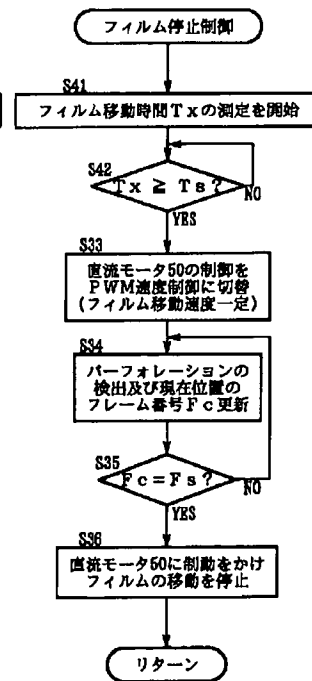 フィルム停止制御
S41
フィルム移動時間Txの測定を開始
S42
Tx ≧ Ts?
NO
YES
S33
直流モータ50の制御を
PWM速度制御に切替
(フィルム移動速度一定)
S34
パーフォレーションの
検出及び現在位置の
フレーム番号Fc更新
S35
Fc=Fs?
NO
YES
S36
直流モータ50に制動をかけ
フィルムの移動を停止
リターン